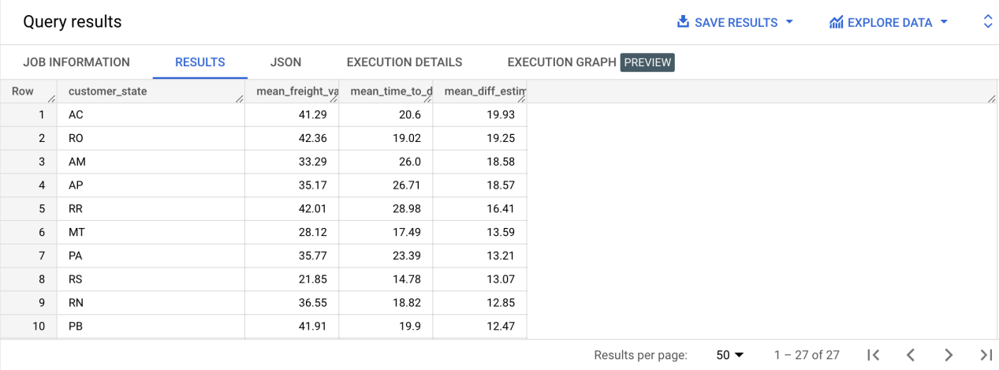 Query results SAVE RESULTS EXPLORE DATA
JOB INFORMATION RESULTS JSON EXECUTION DETAILS EXECUTION GRAPH PREVIEW
Row customer_state mean_freight_va mean_time_to_d mean_diff_estim
1 AC 41.29 20.6 19.93
2 RO 42.36 19.02 19.25
3 AM 33.29 26.0 18.58
4 AP 35.17 26.71 18.57
5 RR 42.01 28.98 16.41
6 MT 28.12 17.49 13.59
7 PA 35.77 23.39 13.21
8 RS 21.85 14.78 13.07
9 RN 36.55 18.82 12.85
10 PB 41.91 19.9 12.47
Results per page: 50 1 – 27 of 27